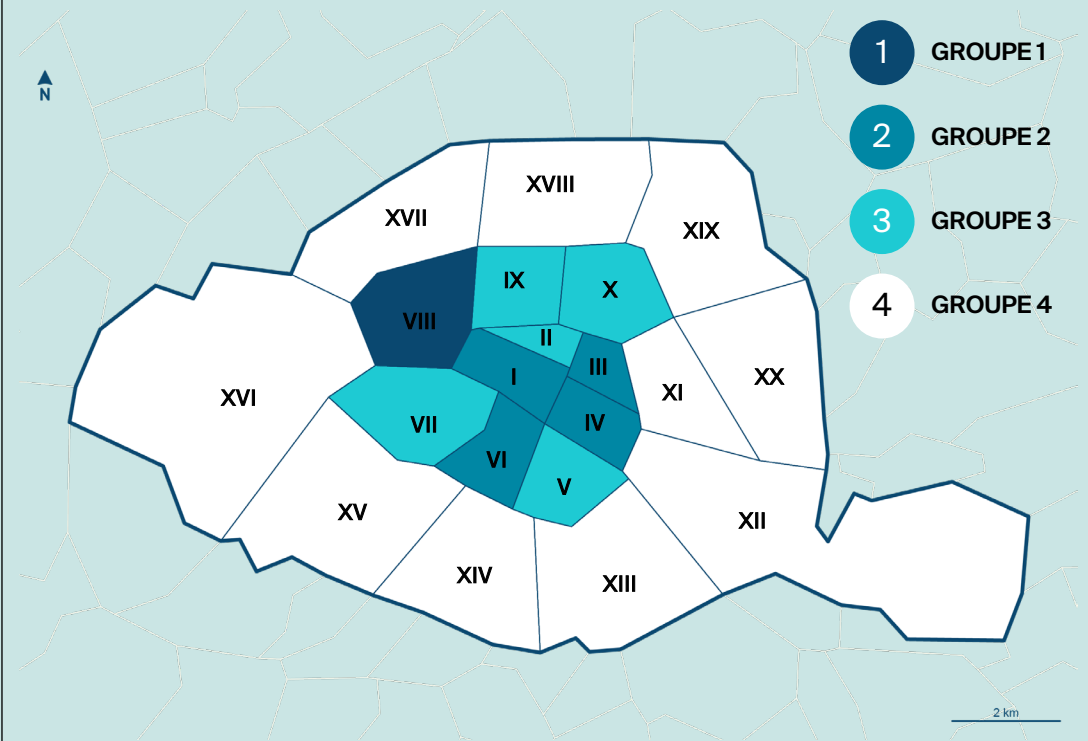 1 GROUPE 1
2 GROUPE 2
3 GROUPE 3
4 GROUPE 4
N
XVIII
XVII
XIX
IX
X
VIII
II
III
I
XX
XI
XVI
IV
VII
VI
V
XV
XII
XIV
XIII
2 km